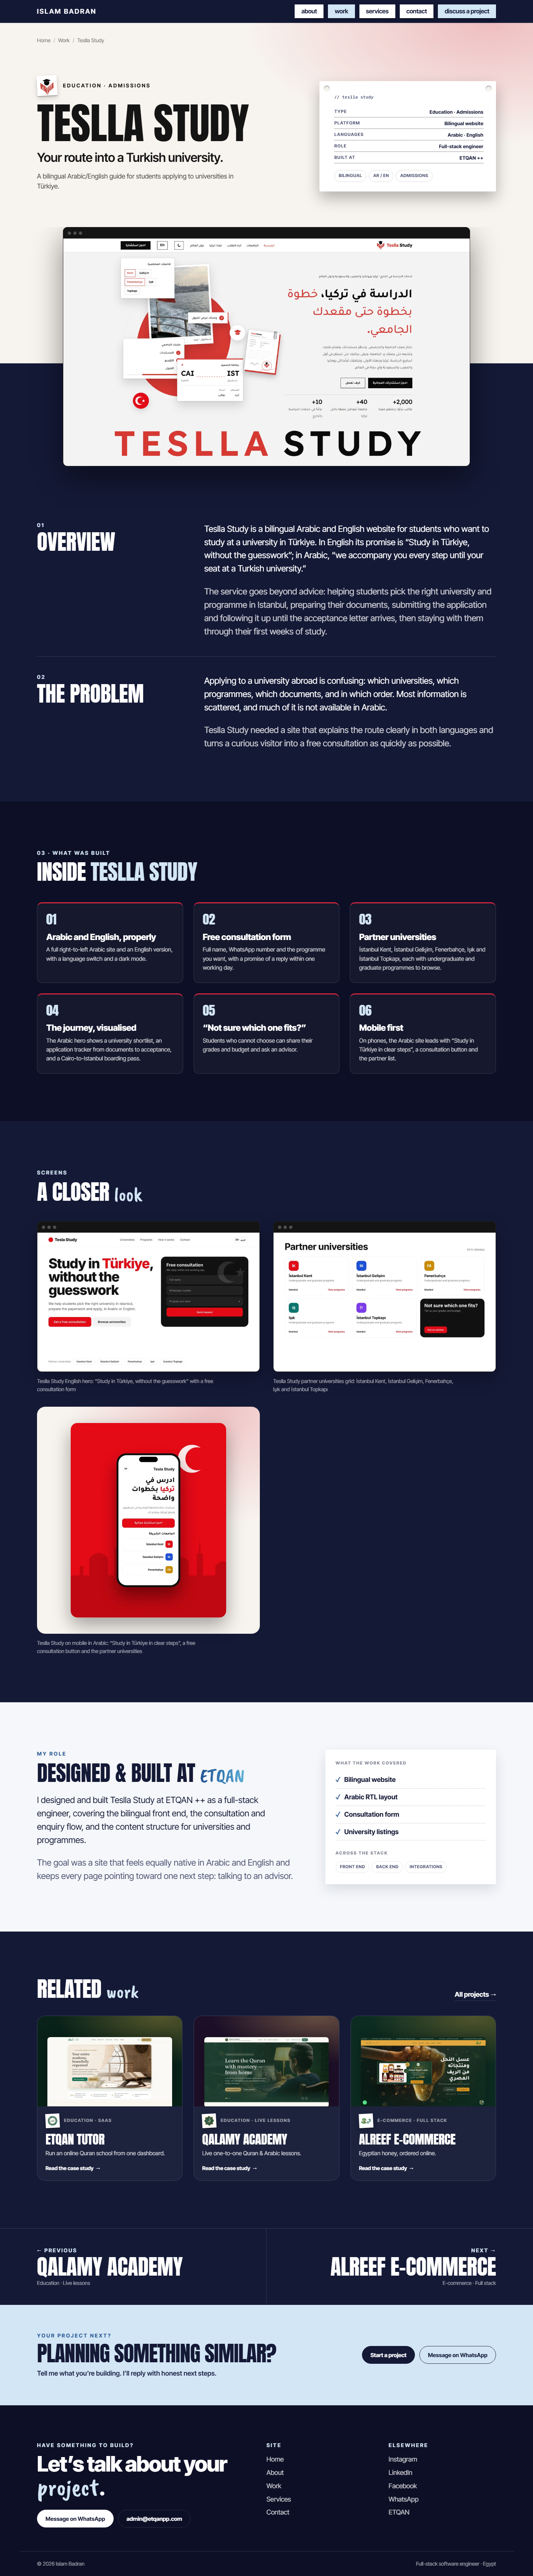 ISLAM BADRAN
about
work
services
contact
discuss a project
Home / Work / Teslla Study
EDUCATION · ADMISSIONS
TESLLA STUDY
Your route into a Turkish university.
A bilingual Arabic/English guide for students applying to universities in
Türkiye.
// teslla study
TYPE Education · Admissions
PLATFORM Bilingual website
LANGUAGES Arabic · English
ROLE Full-stack engineer
BUILT AT ETQAN ++
BILINGUAL AR / EN ADMISSIONS
Teslla Study
EN
الدراسة في تركيا، خطوة
بخطوة حتى مقعدك
الجامعي.
CAI IST
+10 +40 +2,000
TESLLA STUDY
01
OVERVIEW
Teslla Study is a bilingual Arabic and English website for students who want to
study at a university in Türkiye. In English its promise is “Study in Türkiye,
without the guesswork”; in Arabic, “we accompany you every step until your
seat at a Turkish university.”
The service goes beyond advice: helping students pick the right university and
programme in Istanbul, preparing their documents, submitting the application
and following it up until the acceptance letter arrives, then staying with them
through their first weeks of study.
02
THE PROBLEM
Applying to a university abroad is confusing: which universities, which
programmes, which documents, and in which order. Most information is
scattered, and much of it is not available in Arabic.
Teslla Study needed a site that explains the route clearly in both languages and
turns a curious visitor into a free consultation as quickly as possible.
03 · WHAT WAS BUILT
INSIDE TESLLA STUDY
01
Arabic and English, properly
A full right-to-left Arabic site and an English version,
with a language switch and a dark mode.
02
Free consultation form
Full name, WhatsApp number and the programme
you want, with a promise of a reply within one
working day.
03
Partner universities
İstanbul Kent, İstanbul Gelişim, Fenerbahçe, Işık and
İstanbul Topkapı, each with undergraduate and
graduate programmes to browse.
04
The journey, visualised
The Arabic hero shows a university shortlist, an
application tracker from documents to acceptance,
and a Cairo-to-Istanbul boarding pass.
05
“Not sure which one fits?”
Students who cannot choose can share their
grades and budget and ask an advisor.
06
Mobile first
On phones, the Arabic site leads with “Study in
Türkiye in clear steps”, a consultation button and
the partner list.
SCREENS
A CLOSER look
Teslla Study
Study in Türkiye,
without the
guesswork
Free consultation
Partner universities
İstanbul Kent
İstanbul Gelişim
Fenerbahçe
Işık
İstanbul Topkapı
Not sure which one fits?
Teslla Study English hero: “Study in Türkiye, without the guesswork” with a free
consultation form
Teslla Study partner universities grid: İstanbul Kent, İstanbul Gelişim, Fenerbahçe,
Işık and İstanbul Topkapı
Teslla Study
ادرس في
تركيا بخطوات
واضحة
İstanbul Kent
İstanbul Gelişim
Fenerbahçe
Teslla Study on mobile in Arabic: “Study in Türkiye in clear steps”, a free
consultation button and the partner universities
MY ROLE
DESIGNED & BUILT AT ETQAN
I designed and built Teslla Study at ETQAN ++ as a full-stack
engineer, covering the bilingual front end, the consultation and
enquiry flow, and the content structure for universities and
programmes.
The goal was a site that feels equally native in Arabic and English and
keeps every page pointing toward one next step: talking to an advisor.
WHAT THE WORK COVERED
✓ Bilingual website
✓ Arabic RTL layout
✓ Consultation form
✓ University listings
ACROSS THE STACK
FRONT END BACK END INTEGRATIONS
RELATED work
All projects →
EDUCATION · SAAS
ETQAN TUTOR
Run an online Quran school from one dashboard.
Read the case study →
Learn the Quran
with mastery
from home
EDUCATION · LIVE LESSONS
QALAMY ACADEMY
Live one-to-one Quran & Arabic lessons.
Read the case study →
عسل النحل
ومنتجاته
من الريف
المصري
E-COMMERCE · FULL STACK
ALREEF E-COMMERCE
Egyptian honey, ordered online.
Read the case study →
← PREVIOUS
QALAMY ACADEMY
Education · Live lessons
NEXT →
ALREEF E-COMMERCE
E-commerce · Full stack
YOUR PROJECT NEXT?
PLANNING SOMETHING SIMILAR?
Tell me what you’re building. I’ll reply with honest next steps.
Start a project
Message on WhatsApp
HAVE SOMETHING TO BUILD?
Let’s talk about your
project.
Message on WhatsApp
admin@etqanpp.com
SITE
Home
About
Work
Services
Contact
ELSEWHERE
Instagram
LinkedIn
Facebook
WhatsApp
ETQAN
© 2026 Islam Badran
Full-stack software engineer · Egypt